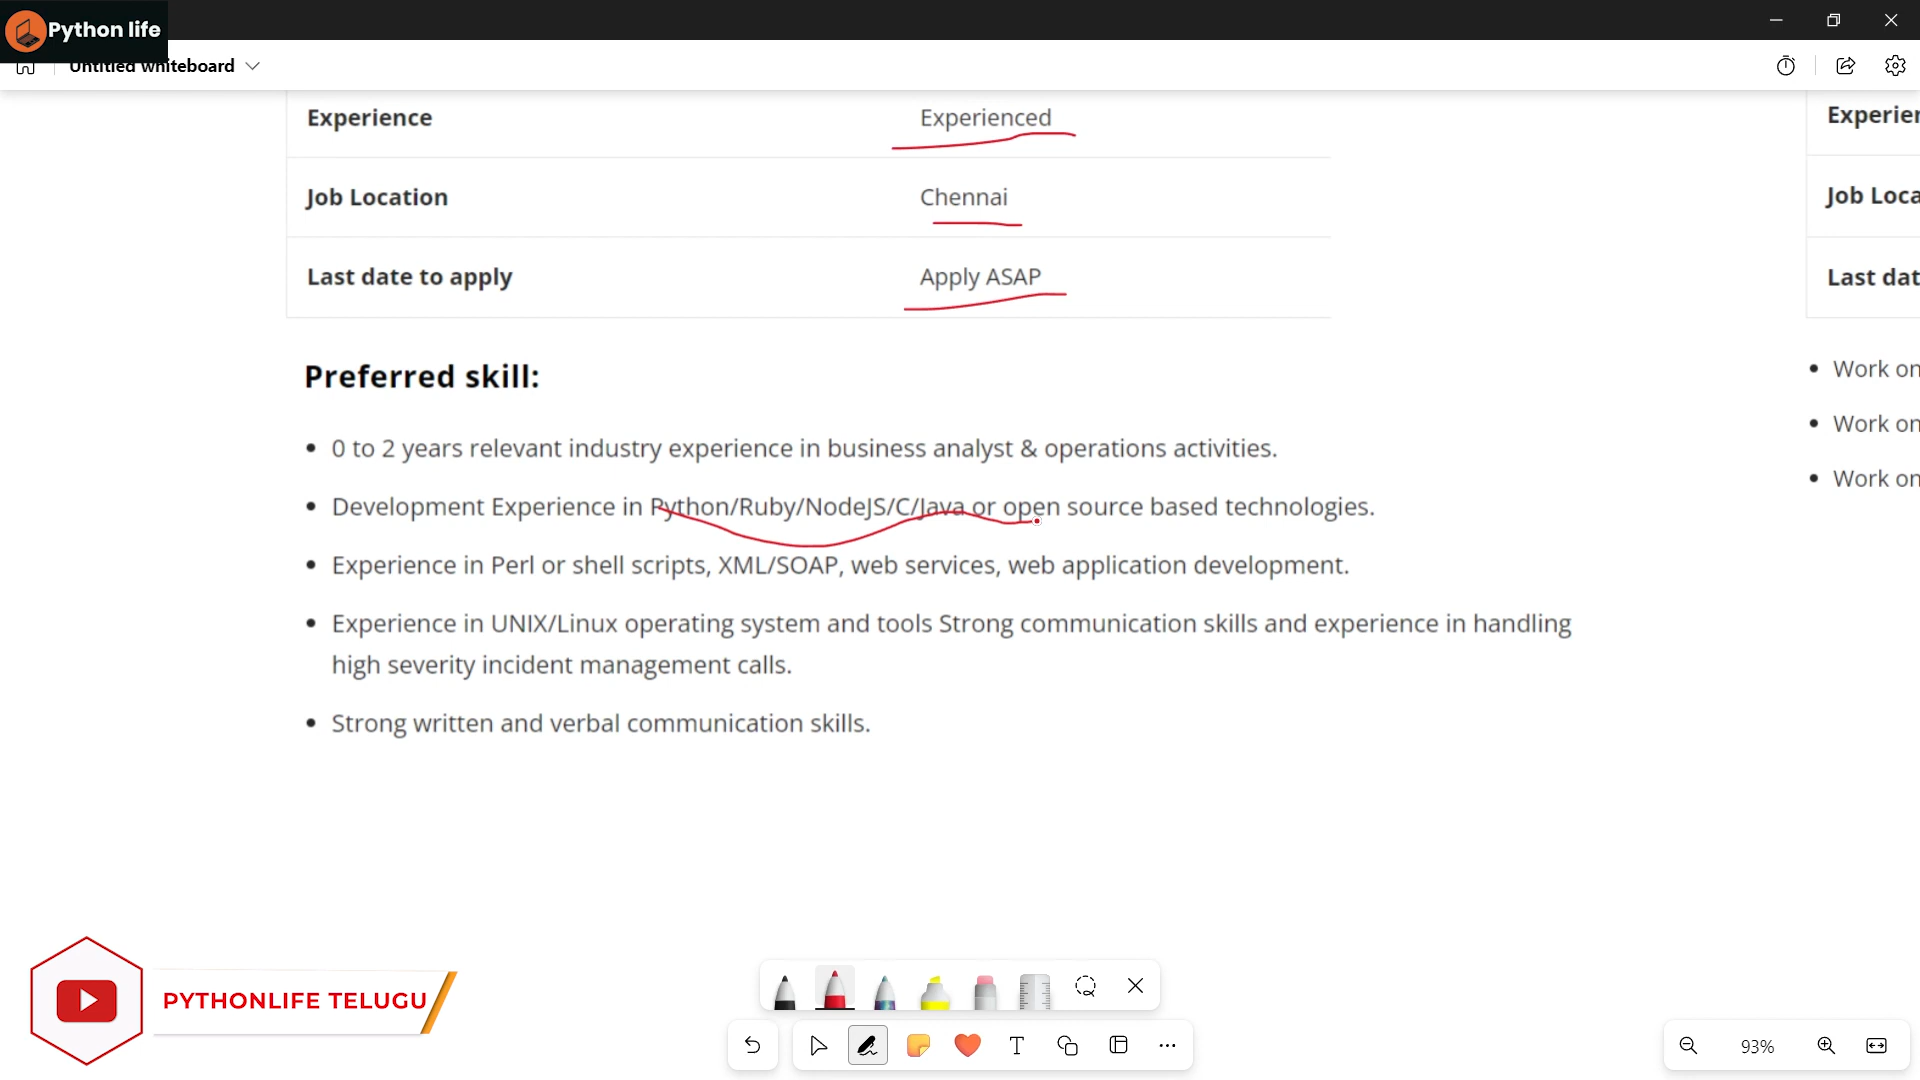 Python life
Untitled whiteboard
Experience Experienced
Job Location Chennai
Last date to apply Apply ASAP
Preferred skill:
• 0 to 2 years relevant industry experience in business analyst & operations activities.
• Development Experience in Python/Ruby/NodeJS/C/Java or open source based technologies.
• Experience in Perl or shell scripts, XML/SOAP, web services, web application development.
• Experience in UNIX/Linux operating system and tools Strong communication skills and experience in handling
high severity incident management calls.
• Strong written and verbal communication skills.
Experier
Job Loca
Last dat
• Work on
• Work on
• Work on
PYTHONLIFE TELUGU
93%